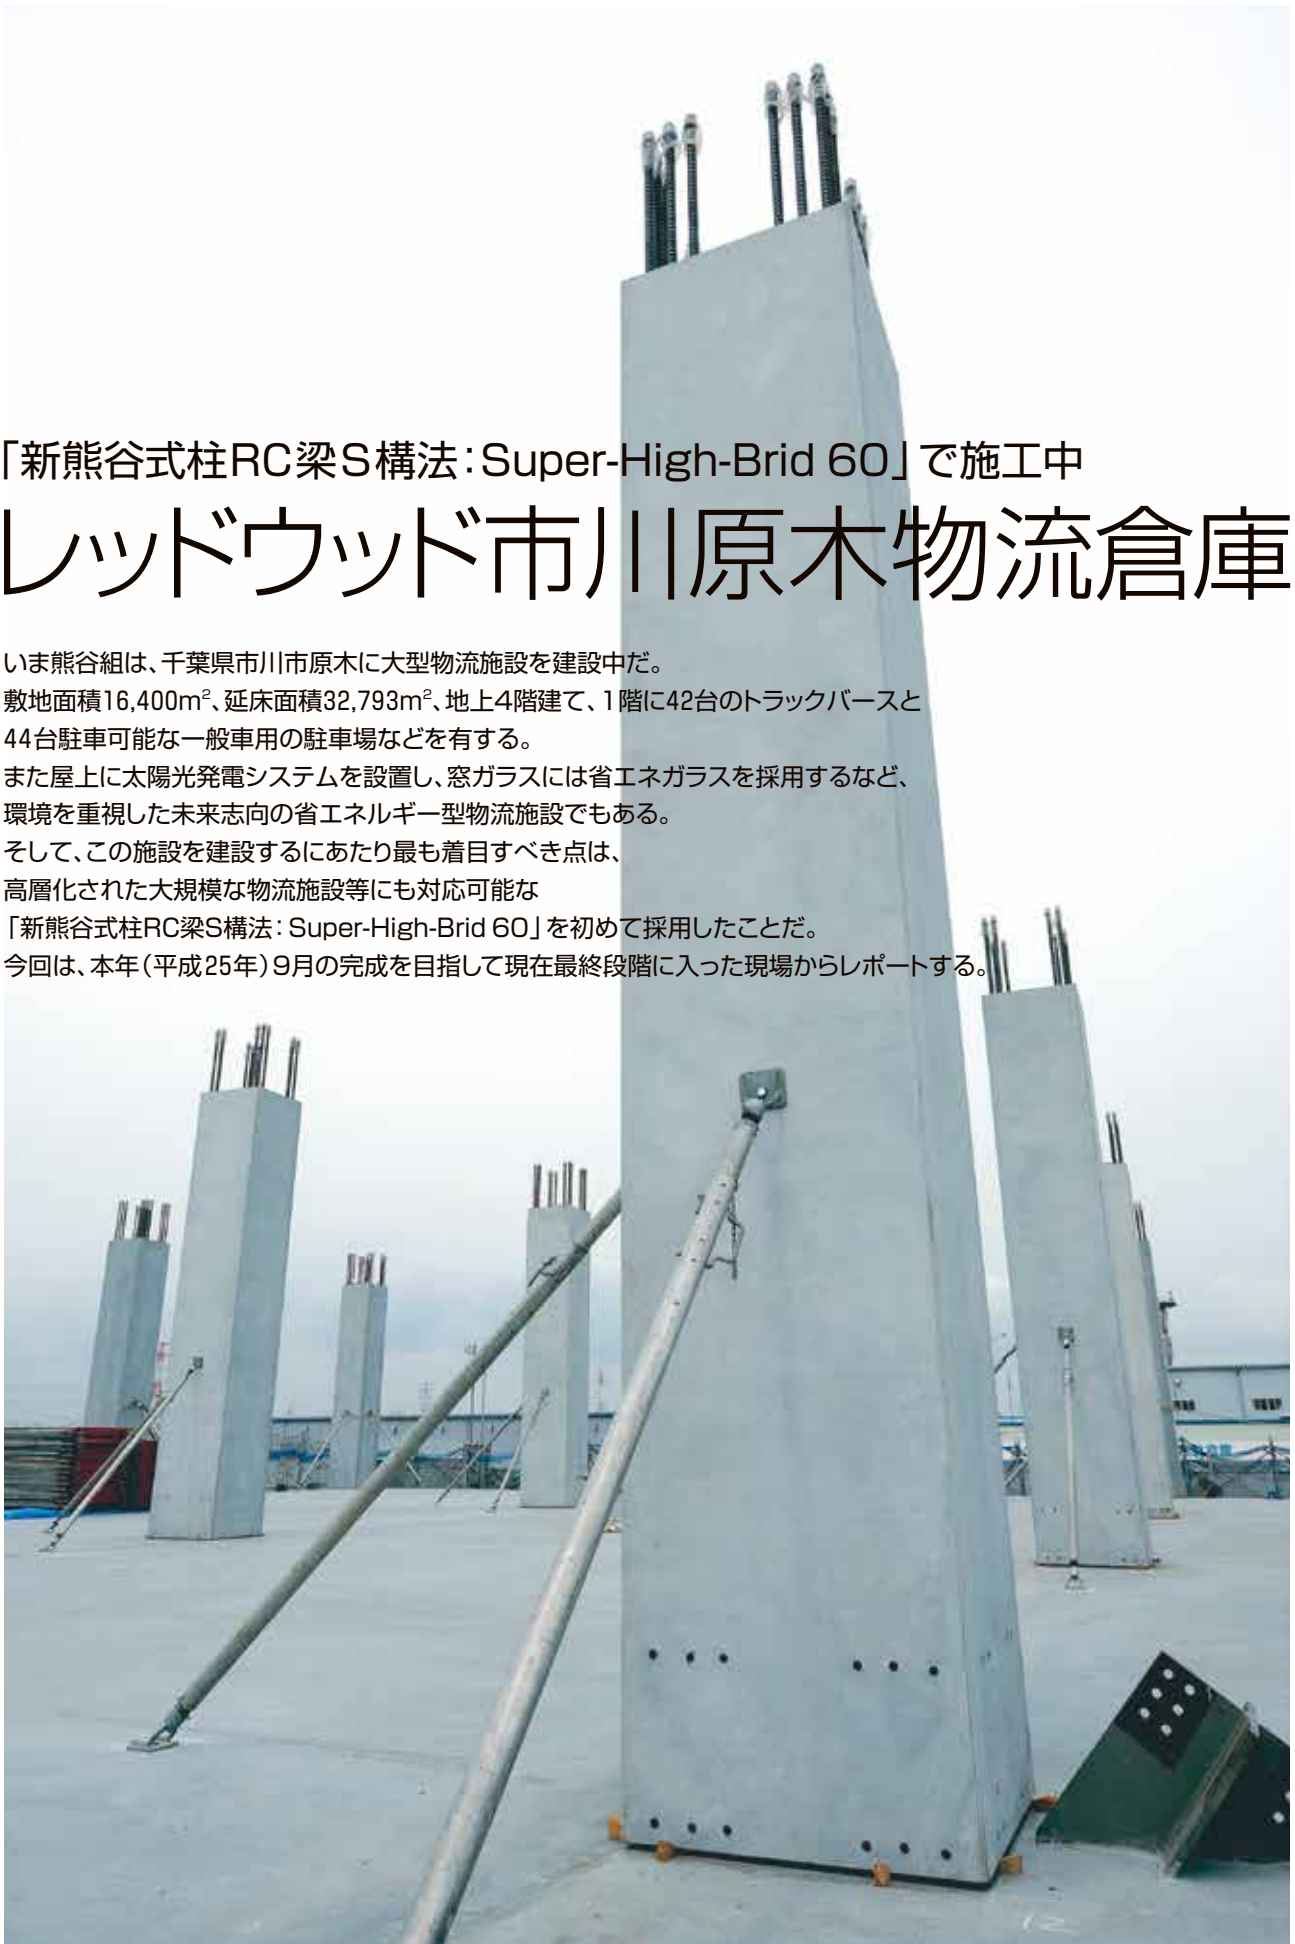 「新熊谷式柱RC梁S構法：Super-High-Brid 60」で施工中
レッドウッド市川原木物流倉庫
いま熊谷組は、千葉県市川市原木に大型物流施設を建設中だ。
敷地面積16,400m²、延床面積32,793m²、地上4階建て、1階に42台のトラックバースと
44台駐車可能な一般車用の駐車場などを有する。
また屋上に太陽光発電システムを設置し、窓ガラスには省エネガラスを採用するなど、
環境を重視した未来志向の省エネルギー型物流施設でもある。
そして、この施設を建設するにあたり最も着目すべき点は、
高層化された大規模な物流施設等にも対応可能な
「新熊谷式柱RC梁S構法：Super-High-Brid 60」を初めて採用したことだ。
今回は、本年（平成25年）9月の完成を目指して現在最終段階に入った現場からレポートする。